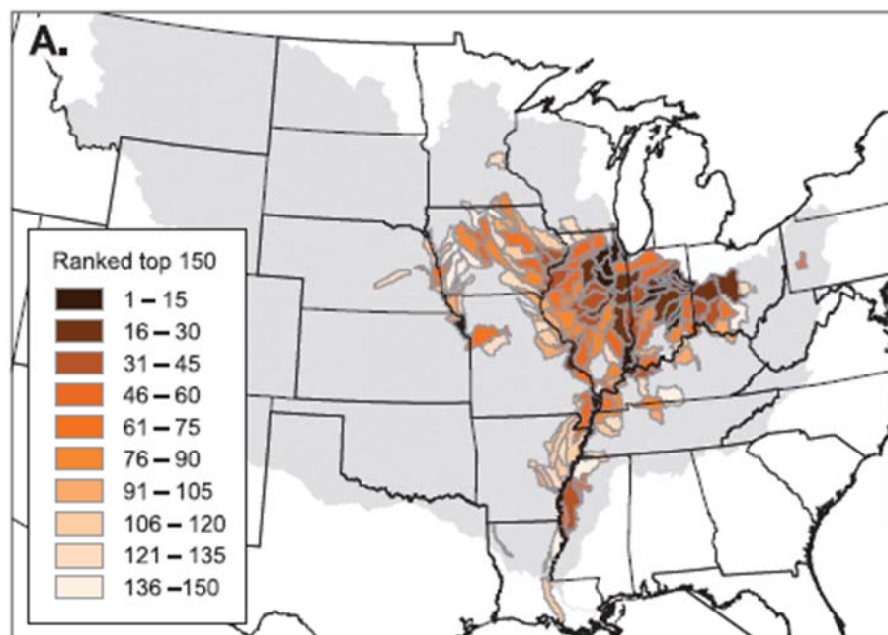 A.
Ranked top 150
1 – 15
16 – 30
31 – 45
46 – 60
61 – 75
76 – 90
91 – 105
106 – 120
121 – 135
136 –150